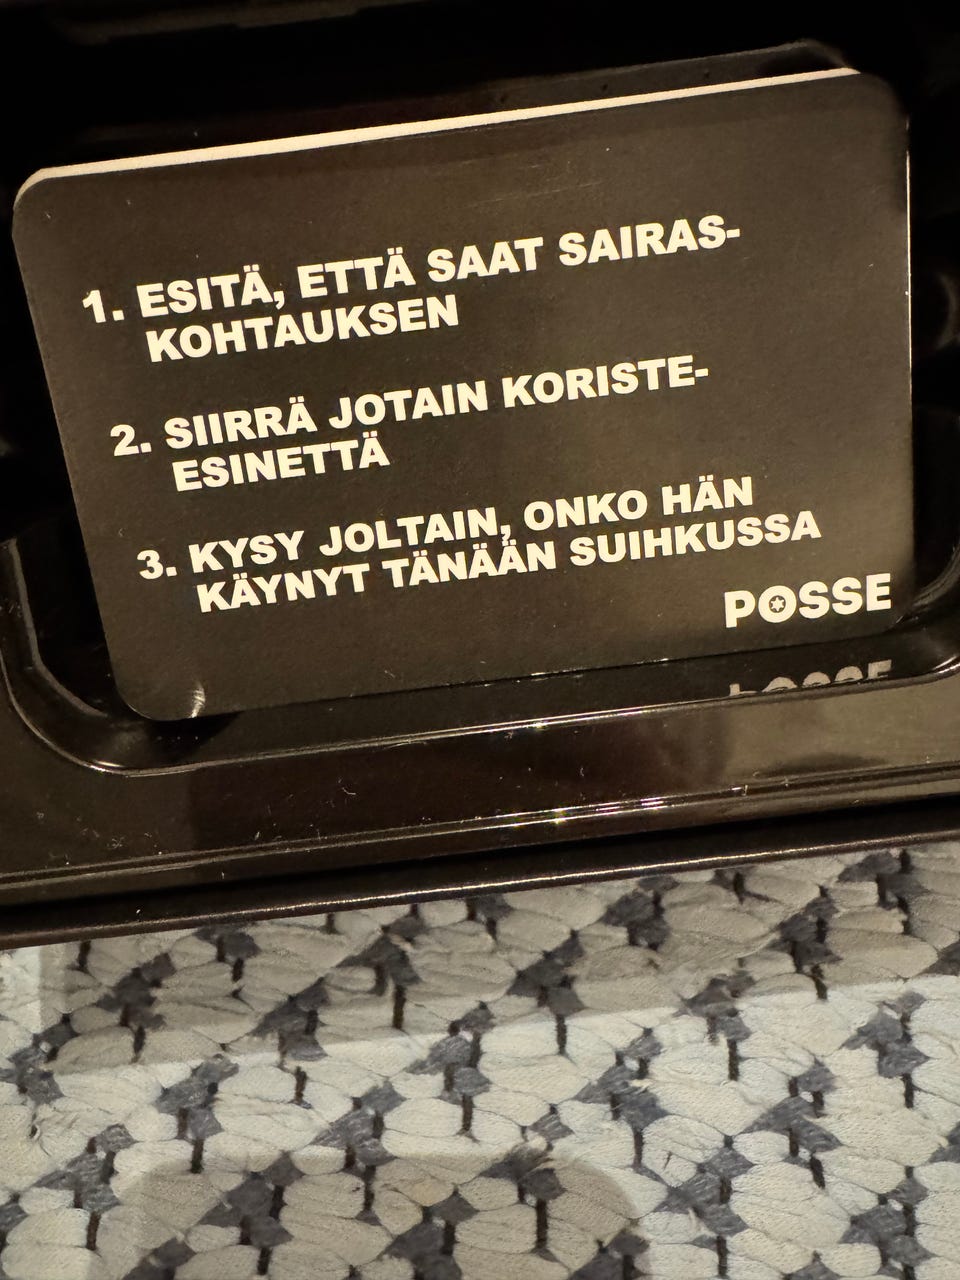 1. ESITÄ, ETTÄ SAAT SAIRAS-
KOHTAUKSEN
2. SIIRRÄ JOTAIN KORISTE-
ESINETTÄ
3. KYSY JOLTAIN, ONKO HÄN
KÄYNYT TÄNÄÄN SUIHKUSSA
POSSE